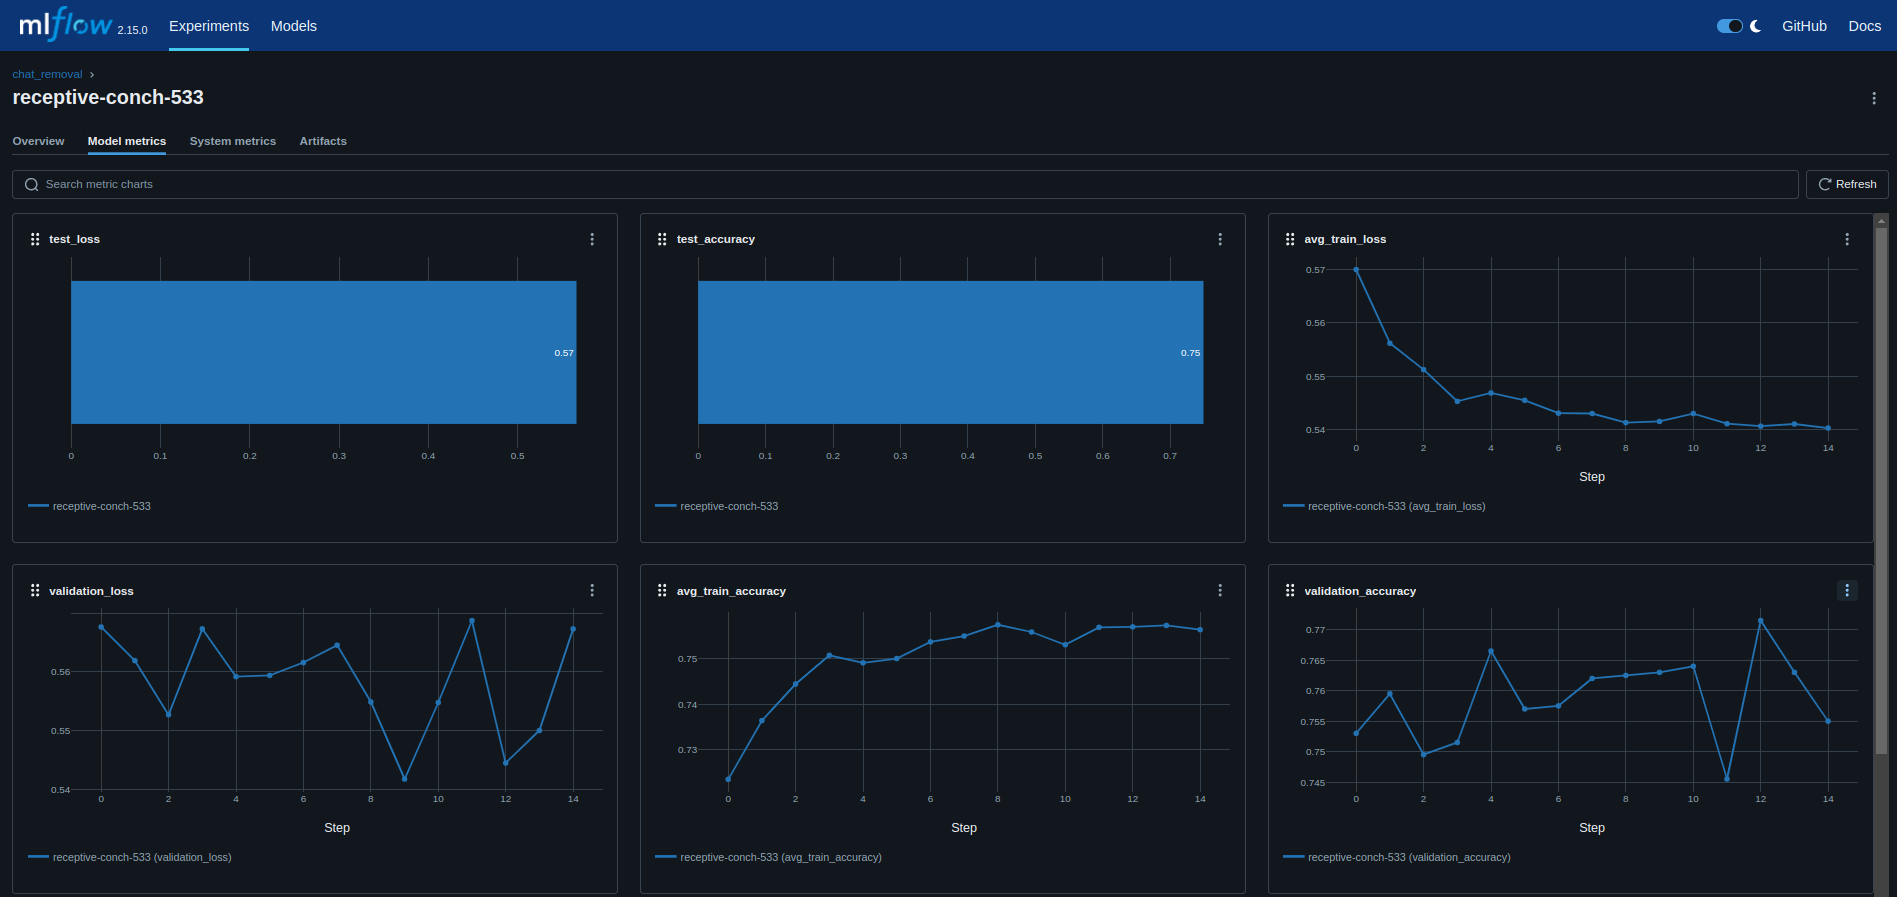 mlflow 2.15.0 Experiments Models GitHub Docs
chat_removal ›
receptive-conch-533
Overview Model metrics System metrics Artifacts
Search metric charts Refresh
test_loss
0.57
0 0.1 0.2 0.3 0.4 0.5
receptive-conch-533
test_accuracy
0.75
0 0.1 0.2 0.3 0.4 0.5 0.6 0.7
receptive-conch-533
avg_train_loss
0.57
0.56
0.55
0.54
0 2 4 6 8 10 12 14
Step
receptive-conch-533 (avg_train_loss)
validation_loss
0.56
0.55
0.54
0 2 4 6 8 10 12 14
Step
receptive-conch-533 (validation_loss)
avg_train_accuracy
0.75
0.74
0.73
0 2 4 6 8 10 12 14
Step
receptive-conch-533 (avg_train_accuracy)
validation_accuracy
0.77
0.765
0.76
0.755
0.75
0.745
0 2 4 6 8 10 12 14
Step
receptive-conch-533 (validation_accuracy)